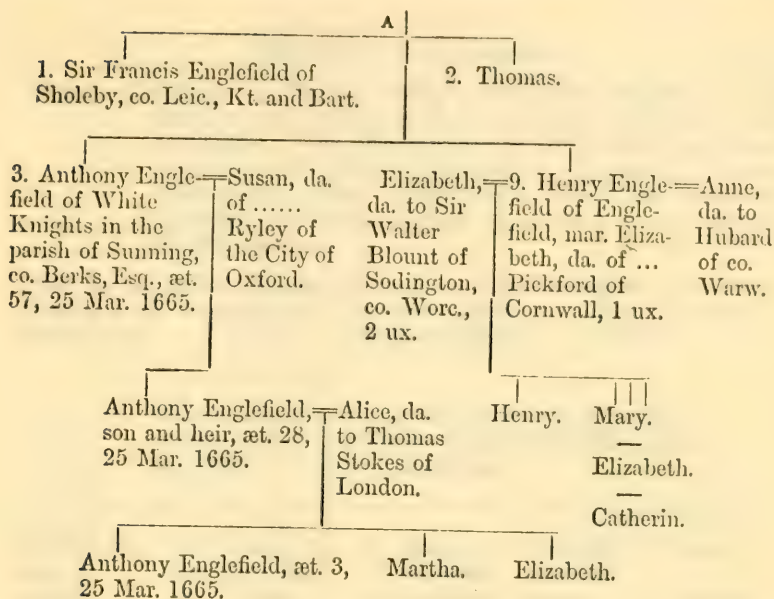 A
1. Sir Francis Englefield of
Sholeby, co. Leic., Kt. and Bart.
2. Thomas.
3. Anthony Engle-
field of White
Knights in the
parish of Sunning,
co. Berks, Esq., æt.
57, 25 Mar. 1665.
Susan, da.
of ......
Ryley of
the City of
Oxford.
Elizabeth,
da. to Sir
Walter
Blount of
Sodington,
co. Worc.,
2 ux.
9. Henry Engle-
field of Engle-
field, mar. Eliza-
beth, da. of ...
Pickford of
Cornwall, 1 ux.
Anne,
da. to
Hubard
of co.
Warw.
Anthony Englefield,
son and heir, æt. 28,
25 Mar. 1665.
Alice, da.
to Thomas
Stokes of
London.
Henry.
Mary.
Elizabeth.
Catherin.
Anthony Englefield, æt. 3,
25 Mar. 1665.
Martha.
Elizabeth.